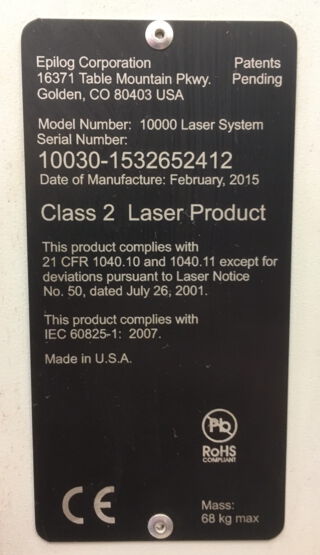 Epilog Corporation
16371 Table Mountain Pkwy.
Golden, CO 80403 USA
Patents
Pending
Model Number: 10000 Laser System
Serial Number:
10030-1532652412
Date of Manufacture: February, 2015
Class 2 Laser Product
This product complies with
21 CFR 1040.10 and 1040.11 except for
deviations pursuant to Laser Notice
No. 50, dated July 26, 2001.
This product complies with
IEC 60825-1: 2007.
Made in U.S.A.
Pb
RoHS
COMPLIANT
CE
Mass:
68 kg max